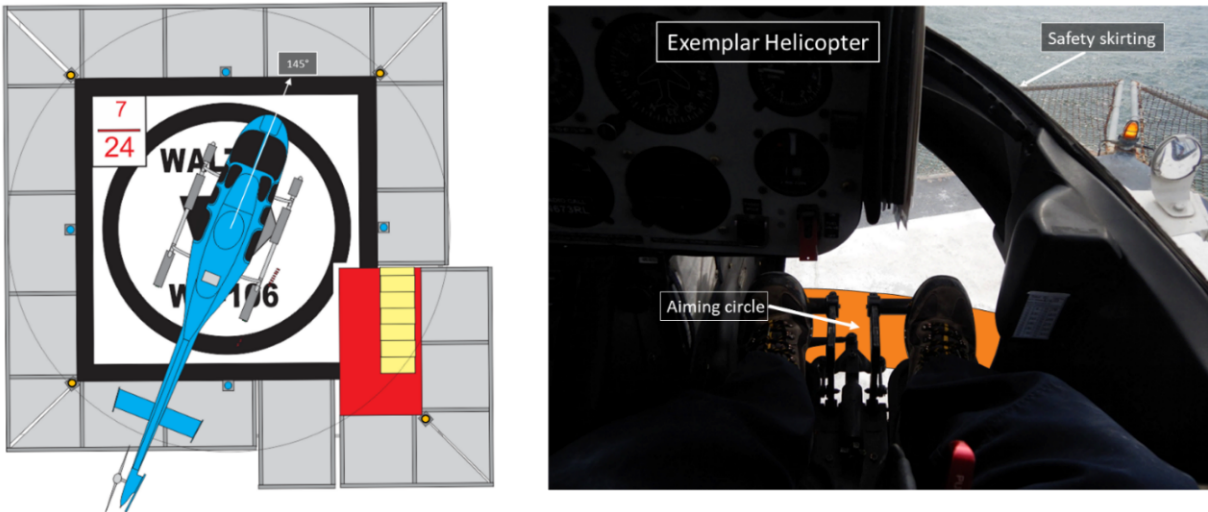 145°
7
24
WAL
106
Exemplar Helicopter
Safety skirting
Aiming circle